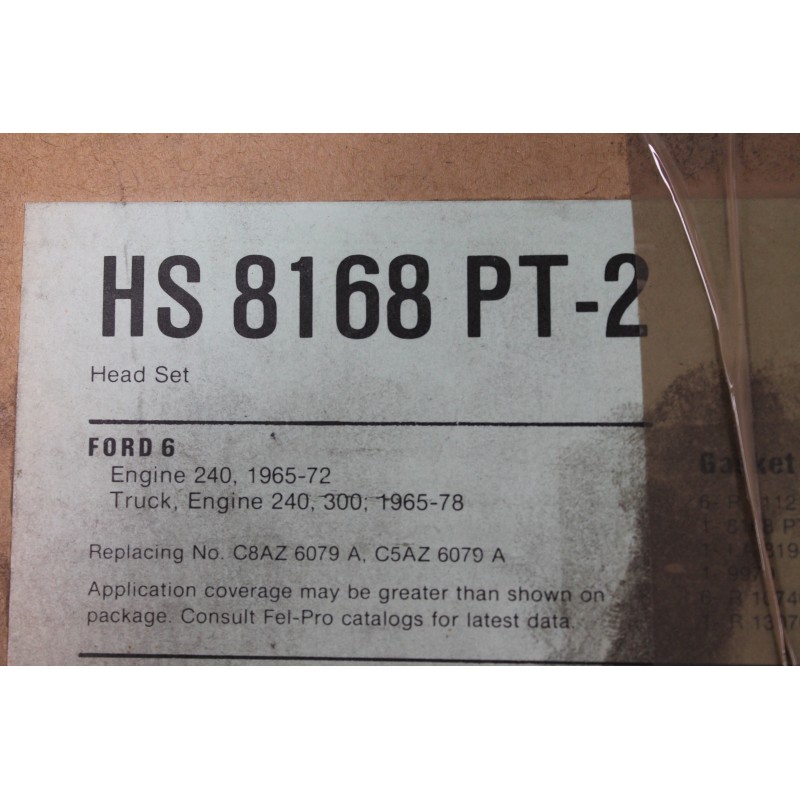 HS 8168 PT-2
Head Set
FORD 6
Engine 240, 1965-72
Truck, Engine 240, 300; 1965-78
Replacing No. C8AZ 6079 A, C5AZ 6079 A
Application coverage may be greater than shown on
package. Consult Fel-Pro catalogs for latest data.
Gasket